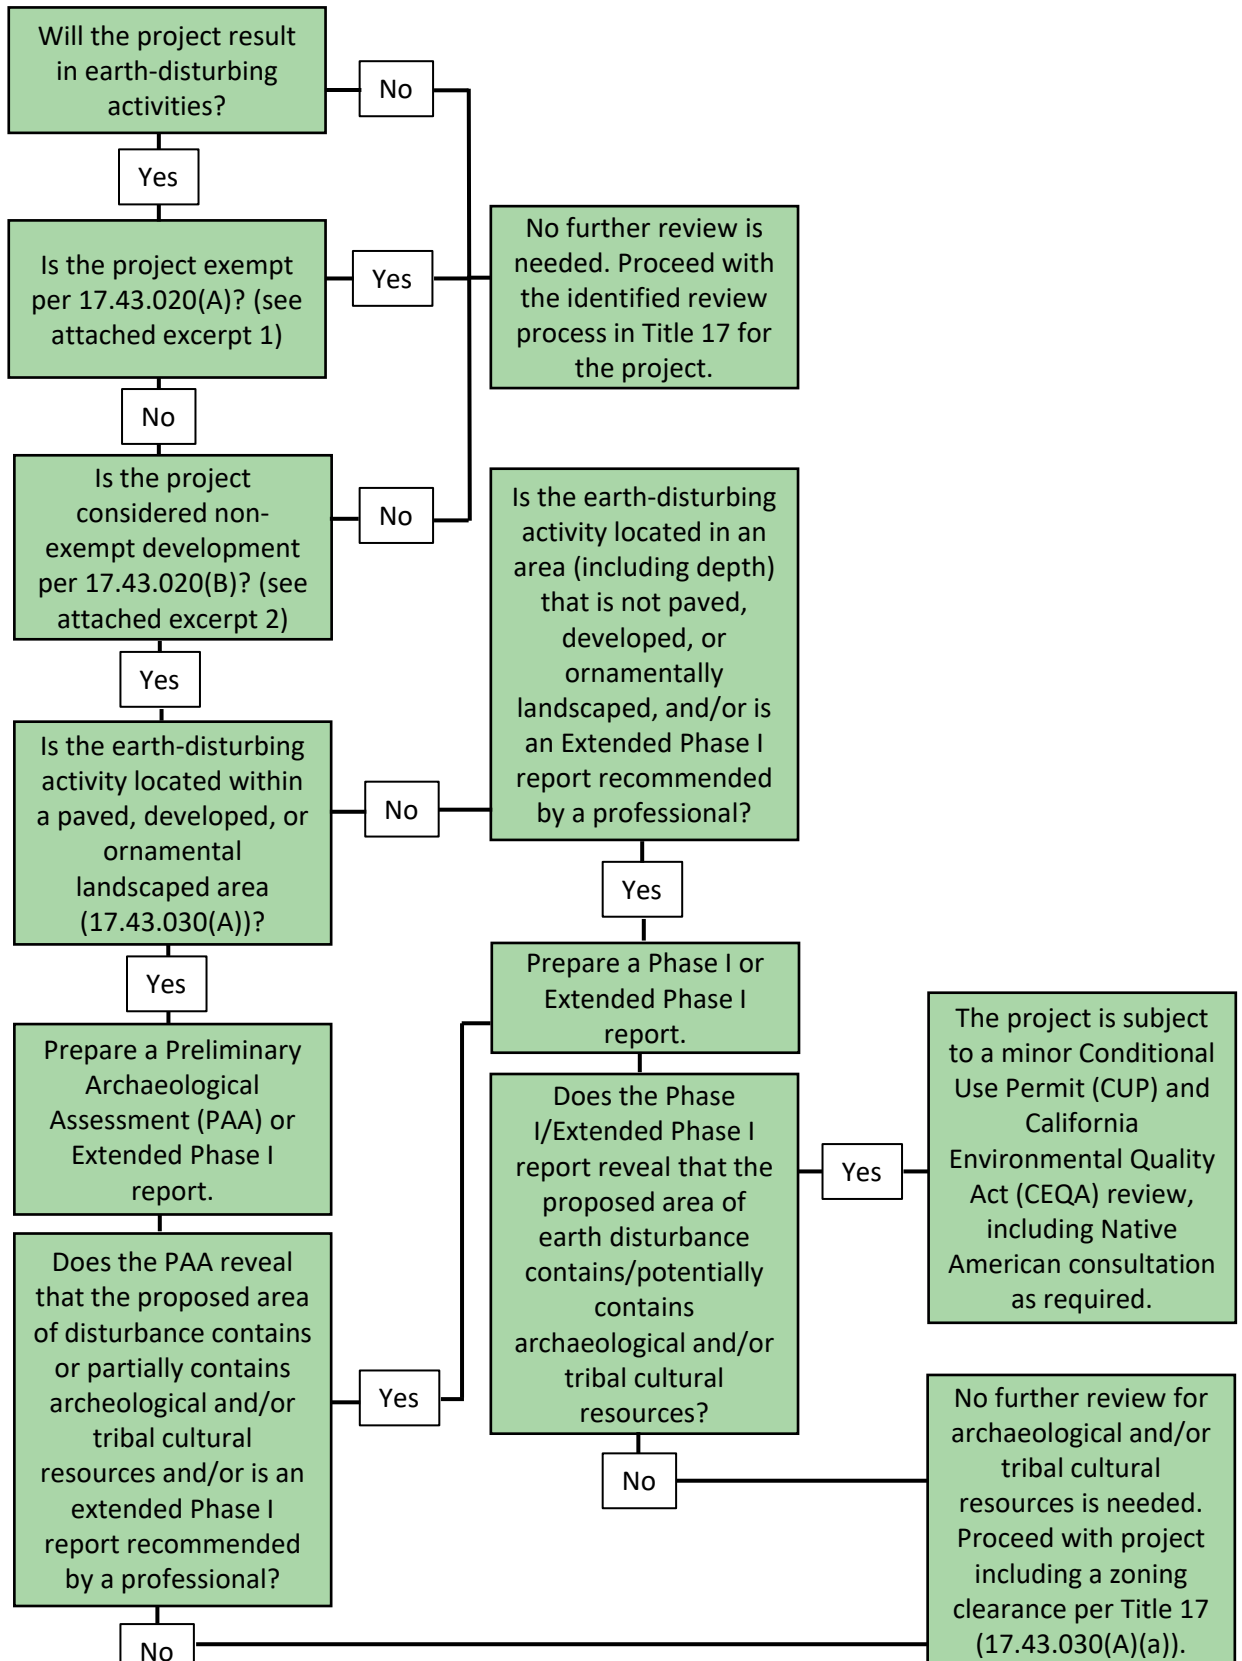 Will the project result
in earth-disturbing
activities?
No
Yes
Is the project exempt
per 17.43.020(A)? (see
attached excerpt 1)
Yes
No further review is
needed. Proceed with
the identified review
process in Title 17 for
the project.
No
Is the project
considered non-
exempt development
per 17.43.020(B)? (see
attached excerpt 2)
No
Yes
Is the earth-disturbing
activity located in an
area (including depth)
that is not paved,
developed, or
ornamentally
landscaped, and/or is
an Extended Phase I
report recommended
by a professional?
Is the earth-disturbing
activity located within
a paved, developed, or
ornamental
landscaped area
(17.43.030(A))?
No
Yes
Yes
Prepare a Preliminary
Archaeological
Assessment (PAA) or
Extended Phase I
report.
Prepare a Phase I or
Extended Phase I
report.
Does the Phase
I/Extended Phase I
report reveal that the
proposed area of
earth disturbance
contains/potentially
contains
archaeological and/or
tribal cultural
resources?
Yes
The project is subject
to a minor Conditional
Use Permit (CUP) and
California
Environmental Quality
Act (CEQA) review,
including Native
American consultation
as required.
Does the PAA reveal
that the proposed area
of disturbance contains
or partially contains
archeological and/or
tribal cultural
resources and/or is an
extended Phase I
report recommended
by a professional?
Yes
No
No further review for
archaeological and/or
tribal cultural
resources is needed.
Proceed with project
including a zoning
clearance per Title 17
(17.43.030(A)(a)).
No